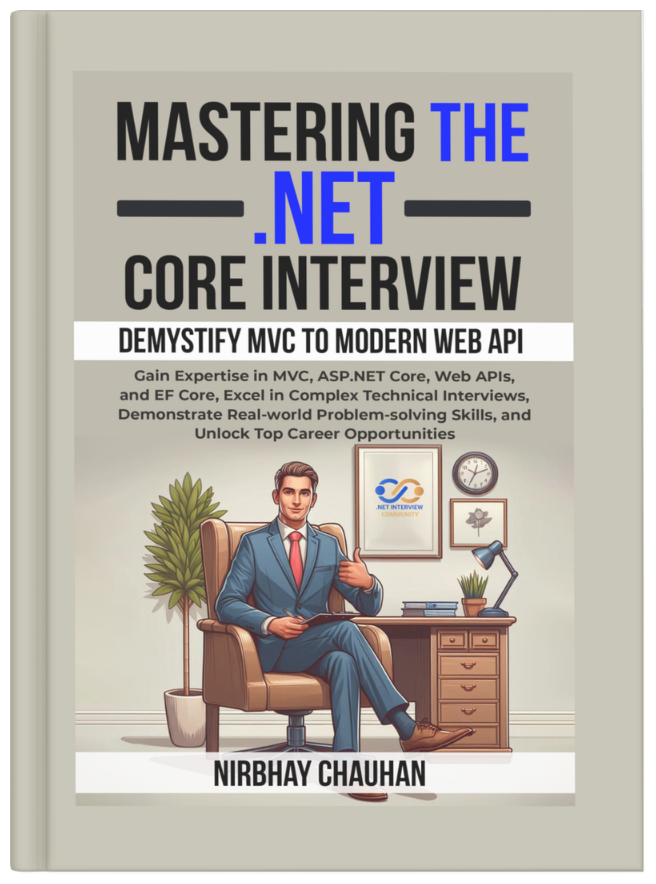 MASTERING THE
.NET
CORE INTERVIEW
DEMYSTIFY MVC TO MODERN WEB API
Gain Expertise in MVC, ASP.NET Core, Web APIs,
and EF Core, Excel in Complex Technical Interviews,
Demonstrate Real-world Problem-solving Skills, and
Unlock Top Career Opportunities
.NET INTERVIEW
COMMUNITY
NIRBHAY CHAUHAN